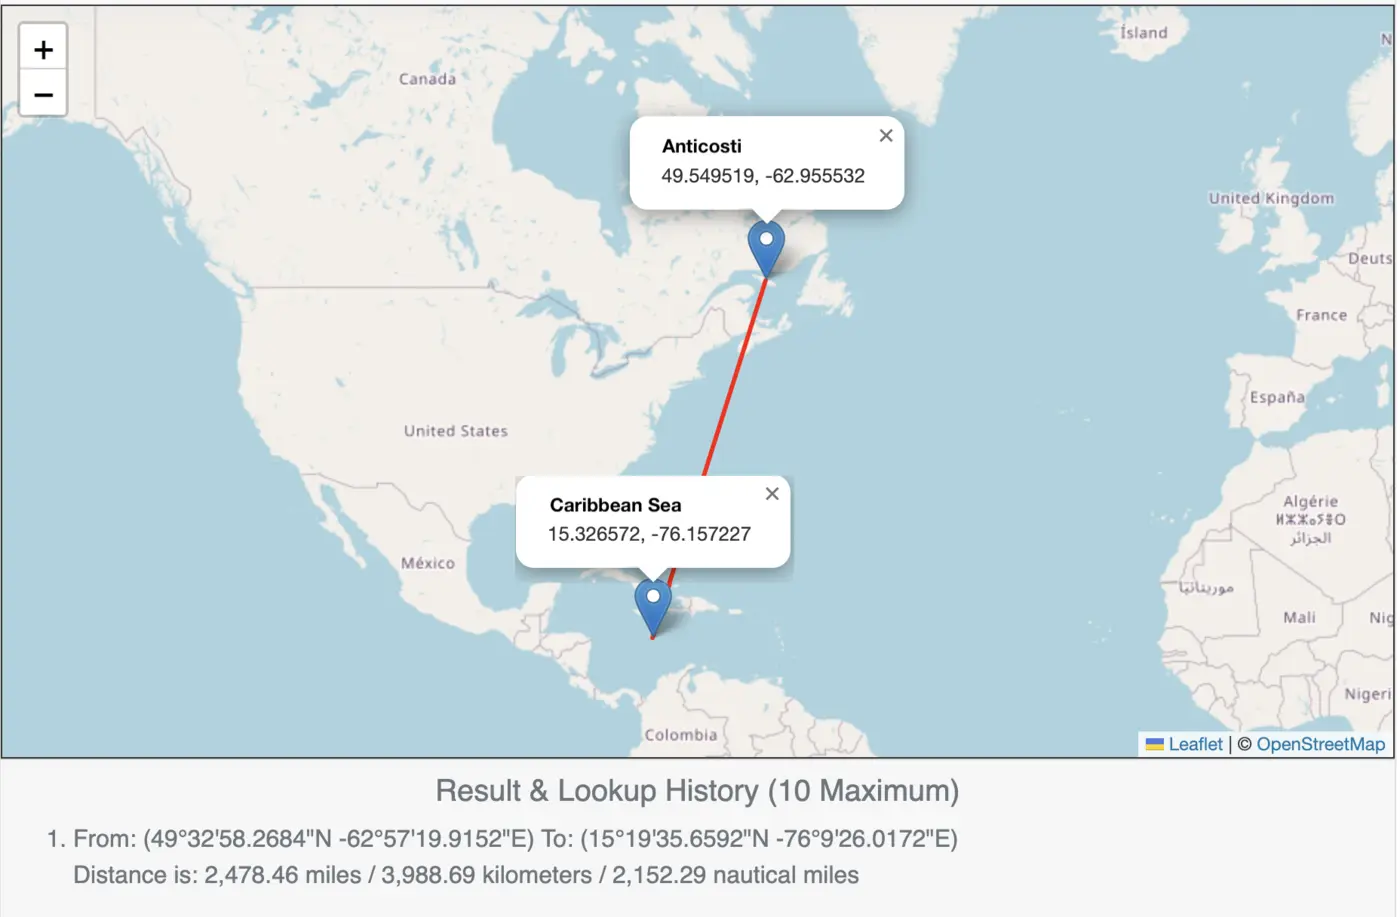 +
−
Ísland
N
Canada
Anticosti ×
49.549519, -62.955532
United Kingdom
Deuts
France
España
United States
Caribbean Sea ×
15.326572, -76.157227
Algérie
ⵍⵣⵣⴰⵢⴻⵔ
الجزائر
México
موريتانيا
Mali
Nig
Nigeri
Colombia
Leaflet | © OpenStreetMap
Result & Lookup History (10 Maximum)
1. From: (49°32'58.2684"N -62°57'19.9152"E) To: (15°19'35.6592"N -76°9'26.0172"E)
Distance is: 2,478.46 miles / 3,988.69 kilometers / 2,152.29 nautical miles